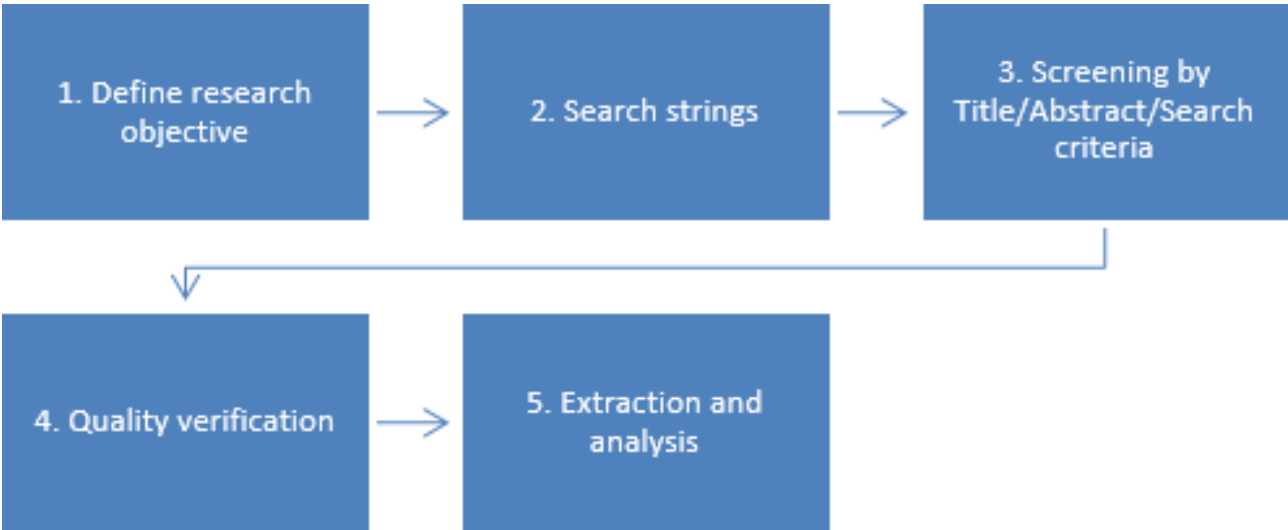 1. Define research
objective
2. Search strings
3. Screening by
Title/Abstract/Search
criteria
4. Quality verification
5. Extraction and
analysis